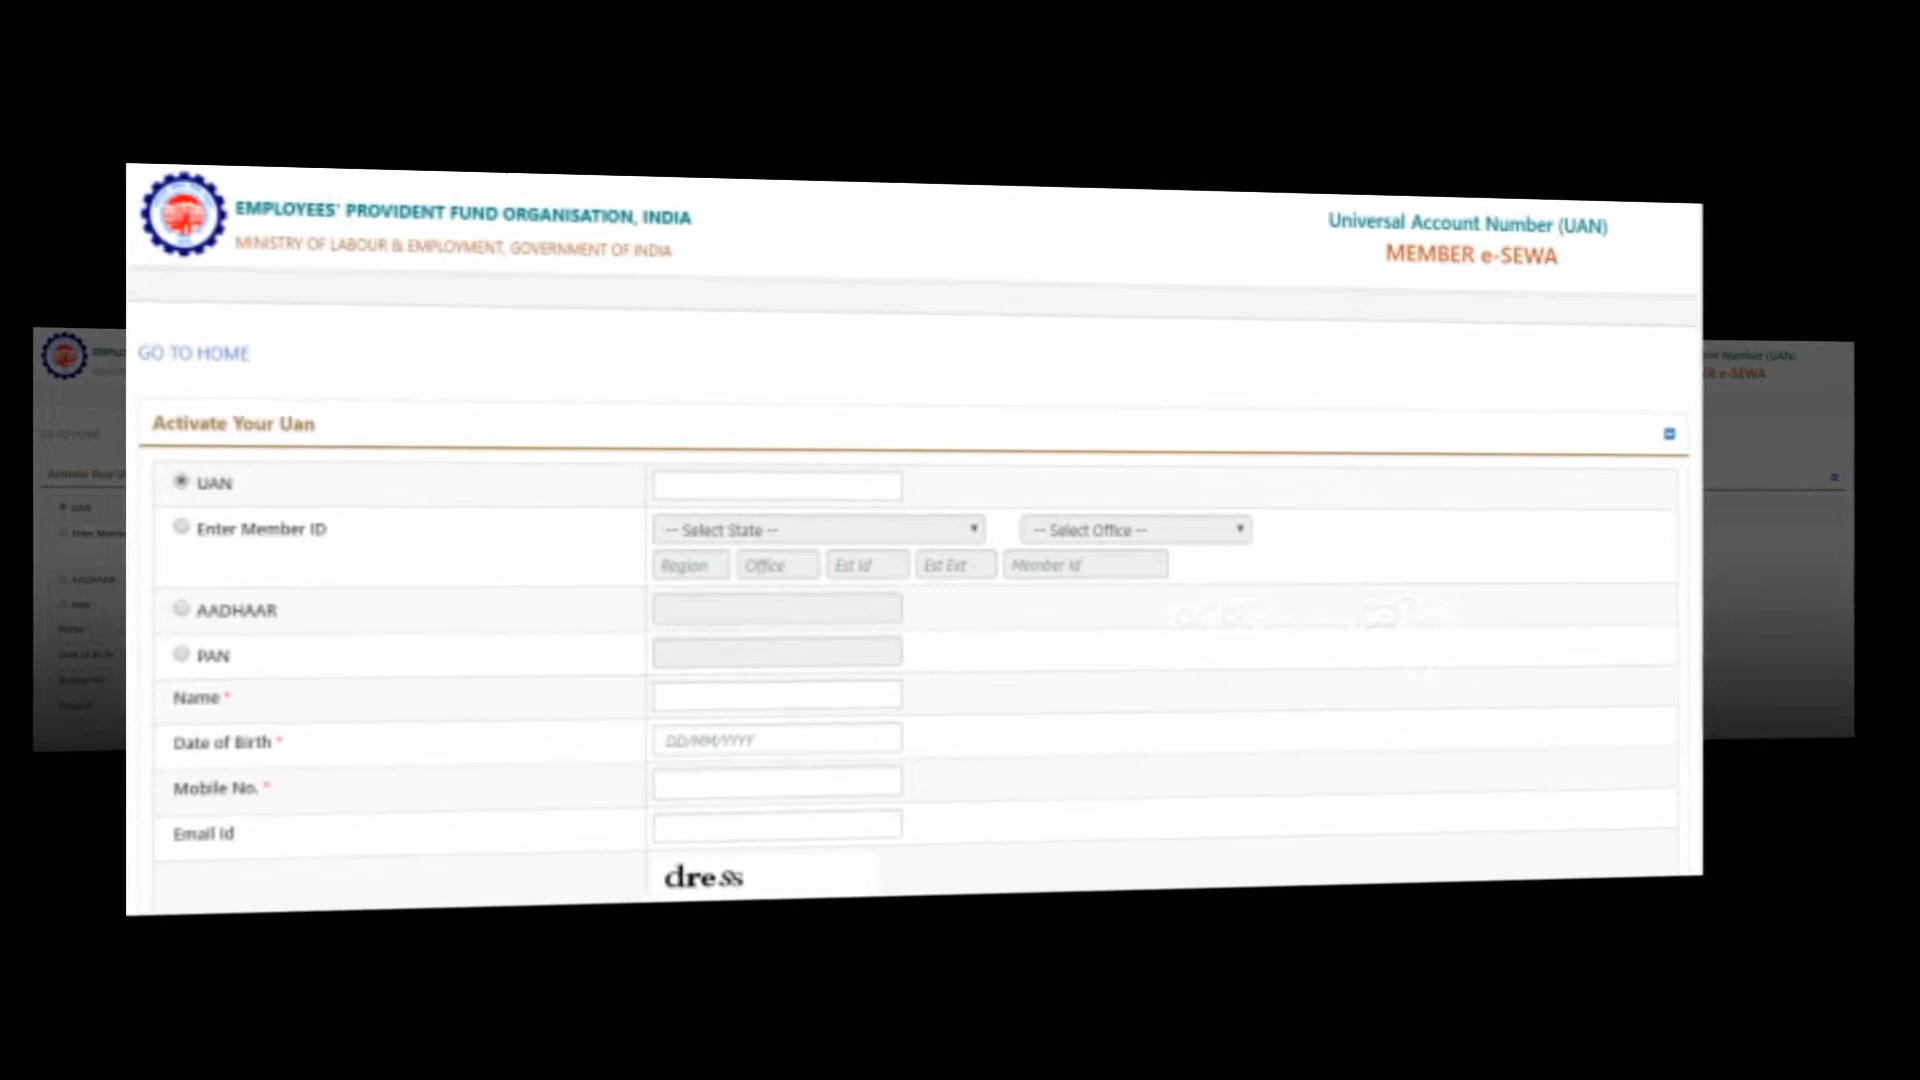 EMPLOYEES' PROVIDENT FUND ORGANISATION, INDIA
MINISTRY OF LABOUR & EMPLOYMENT, GOVERNMENT OF INDIA
Universal Account Number (UAN)
MEMBER e-SEWA
GO TO HOME
Activate Your Uan
UAN
Enter Member ID
-- Select State --
-- Select Office --
Region
Office
Est Id
Est Ext
Member Id
AADHAAR
PAN
Name *
Date of Birth *
DD/MM/YYYY
Mobile No. *
Email Id
dress